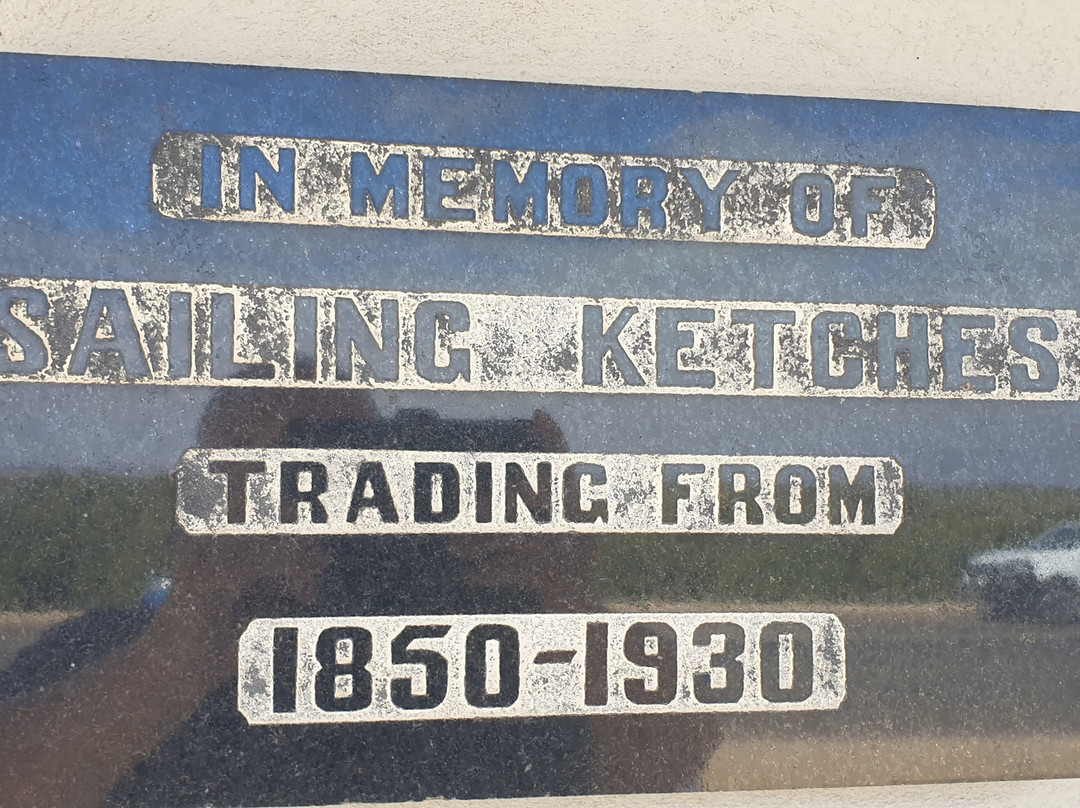 IN MEMORY OF
SAILING KETCHES
TRADING FROM
1850-1930